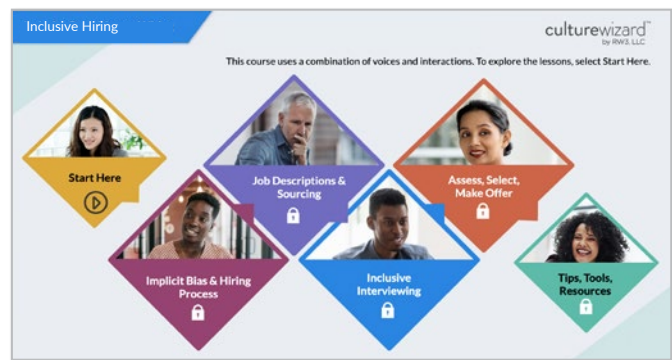 Inclusive Hiring
culturewizard™
by RW3, LLC
This course uses a combination of voices and interactions. To explore the lessons, select Start Here.
Start Here
Job Descriptions &
Sourcing
Assess, Select,
Make Offer
Implicit Bias & Hiring
Process
Inclusive
Interviewing
Tips, Tools,
Resources